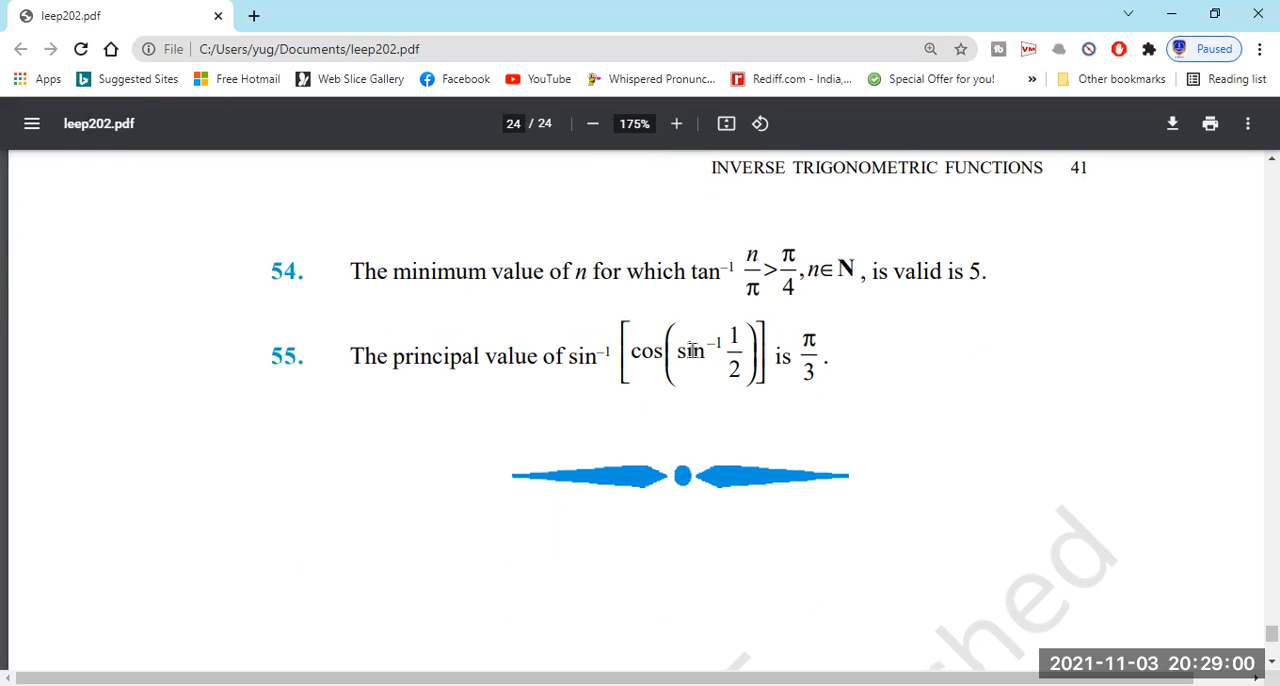 leep202.pdf
File C:/Users/yug/Documents/leep202.pdf Paused
Apps Suggested Sites Free Hotmail Web Slice Gallery Facebook YouTube Whispered Pronunc... Rediff.com - India,... Special Offer for you! » Other bookmarks Reading list
leep202.pdf 24 / 24 175%
INVERSE TRIGONOMETRIC FUNCTIONS 41
54. The minimum value of n for which tan⁻¹ n/π > π/4, n∈ N, is valid is 5.
55. The principal value of sin⁻¹ [cos(sin⁻¹ 1/2)] is π/3.
2021-11-03 20:29:00